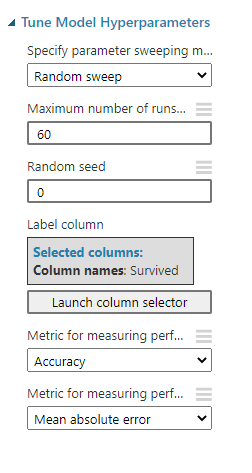 Tune Model Hyperparameters
Specify parameter sweeping m...
Random sweep
Maximum number of runs...
60
Random seed
0
Label column
Selected columns:
Column names: Survived
Launch column selector
Metric for measuring perf...
Accuracy
Metric for measuring perf...
Mean absolute error